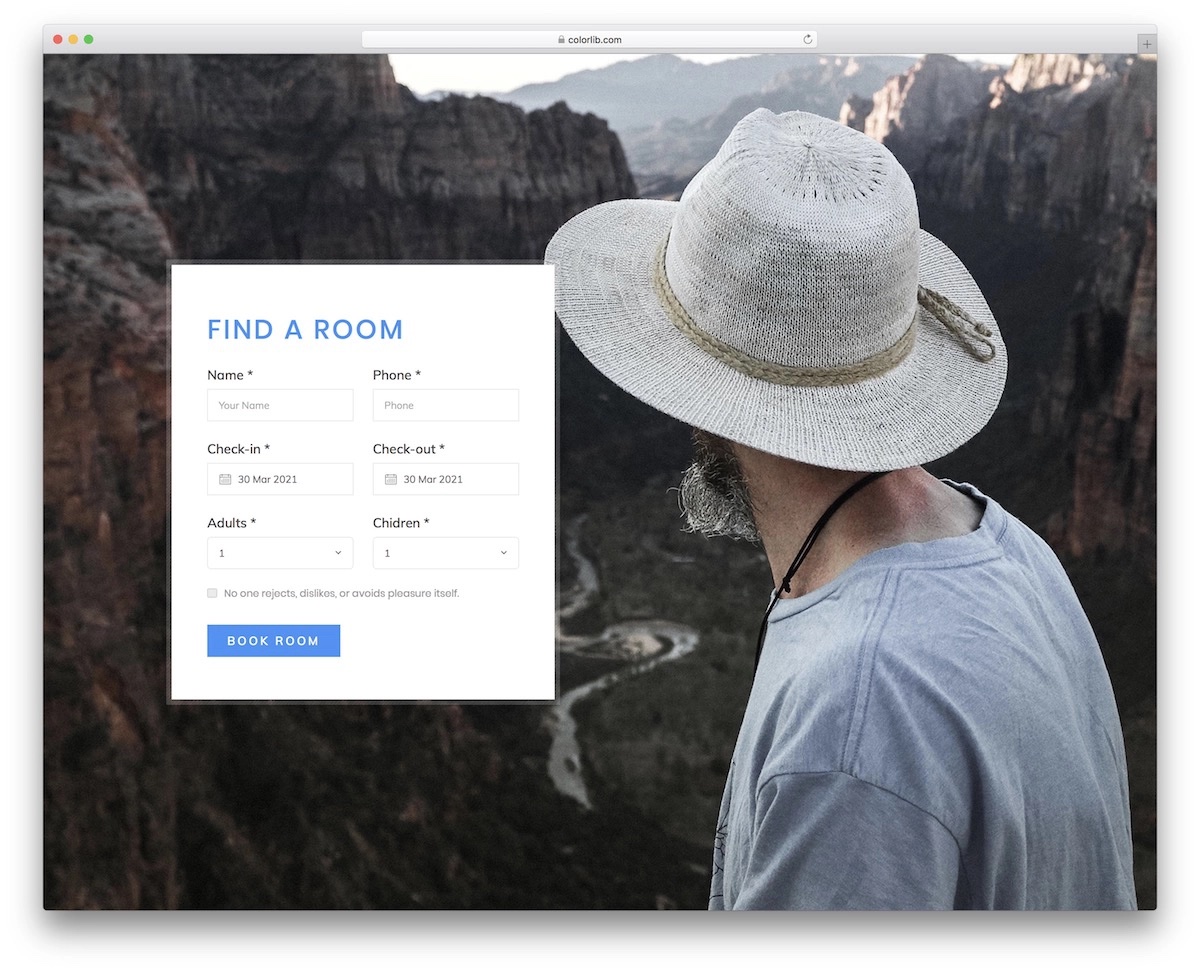 colorlib.com
FIND A ROOM
Name * Phone *
Your Name Phone
Check-in * Check-out *
30 Mar 2021 30 Mar 2021
Adults * Chidren *
1 1
No one rejects, dislikes, or avoids pleasure itself.
BOOK ROOM